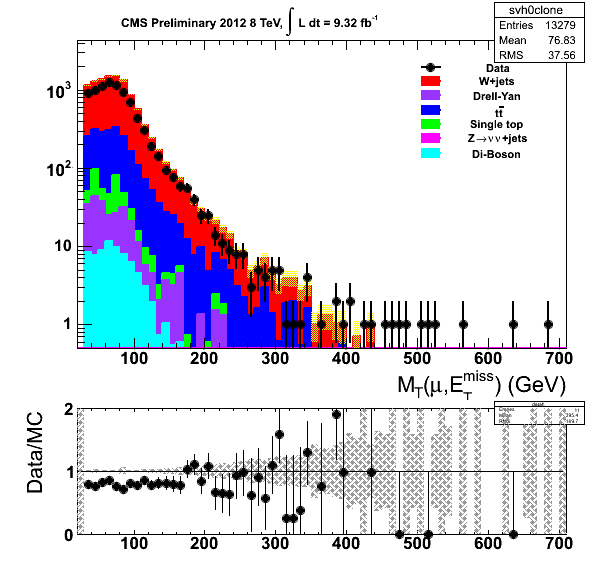 CMS Preliminary 2012 8 TeV, ∫ L dt = 9.32 fb⁻¹
svh0clone
Entries 13279
Mean 76.83
RMS 37.56
Data
W+jets
Drell-Yan
tt̅
Single top
Z→νν+jets
Di-Boson
10³
10²
10
1
100 200 300 400 500 600 700
M_T(μ,E_T^miss) (GeV)
Data/MC
2
1
0
Entries
Mean
RMS
100 200 300 400 500 600 700